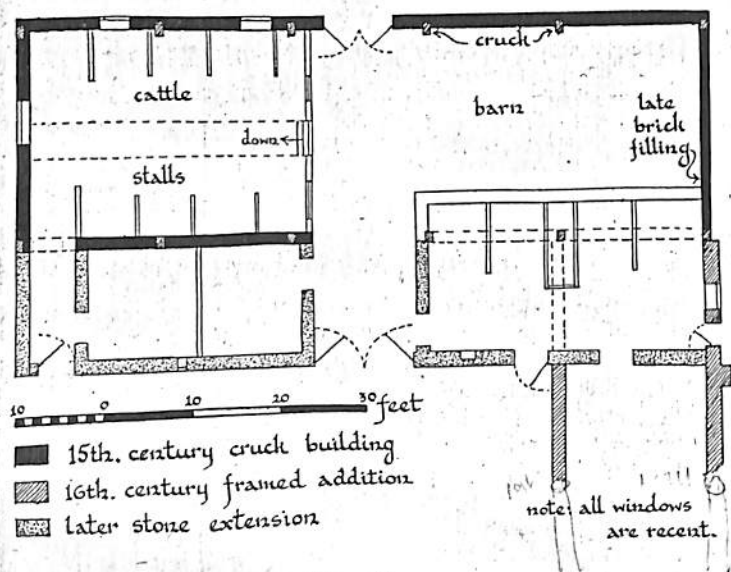 cruck
cattle
barn
late
brick
filling
down
stalls
10 0 10 20 30 feet
15th. century cruck building
16th. century framed addition
later stone extension
note: all windows
are recent.